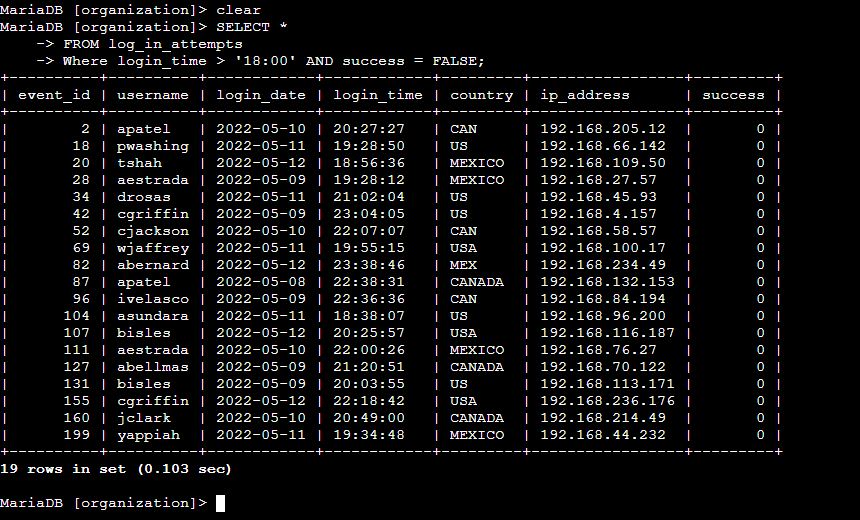 MariaDB [organization]> clear
MariaDB [organization]> SELECT *
    -> FROM log_in_attempts
    -> Where login_time > '18:00' AND success = FALSE;
+----------+----------+------------+------------+---------+-----------------+---------+
| event_id | username | login_date | login_time | country | ip_address      | success |
+----------+----------+------------+------------+---------+-----------------+---------+
|        2 | apatel   | 2022-05-10 | 20:27:27   | CAN     | 192.168.205.12  |       0 |
|       18 | pwashing | 2022-05-11 | 19:28:50   | US      | 192.168.66.142  |       0 |
|       20 | tshah    | 2022-05-12 | 18:56:36   | MEXICO  | 192.168.109.50  |       0 |
|       28 | aestrada | 2022-05-09 | 19:28:12   | MEXICO  | 192.168.27.57   |       0 |
|       34 | drosas   | 2022-05-11 | 21:02:04   | US      | 192.168.45.93   |       0 |
|       42 | cgriffin | 2022-05-09 | 23:04:05   | US      | 192.168.4.157   |       0 |
|       52 | cjackson | 2022-05-10 | 22:07:07   | CAN     | 192.168.58.57   |       0 |
|       69 | wjaffrey | 2022-05-11 | 19:55:15   | USA     | 192.168.100.17  |       0 |
|       82 | abernard | 2022-05-12 | 23:38:46   | MEX     | 192.168.234.49  |       0 |
|       87 | apatel   | 2022-05-08 | 22:38:31   | CANADA  | 192.168.132.153 |       0 |
|       96 | ivelasco | 2022-05-09 | 22:36:36   | CAN     | 192.168.84.194  |       0 |
|      104 | asundara | 2022-05-11 | 18:38:07   | US      | 192.168.96.200  |       0 |
|      107 | bisles   | 2022-05-12 | 20:25:57   | USA     | 192.168.116.187 |       0 |
|      111 | aestrada | 2022-05-10 | 22:00:26   | MEXICO  | 192.168.76.27   |       0 |
|      127 | abellmas | 2022-05-09 | 21:20:51   | CANADA  | 192.168.70.122  |       0 |
|      131 | bisles   | 2022-05-09 | 20:03:55   | US      | 192.168.113.171 |       0 |
|      155 | cgriffin | 2022-05-12 | 22:18:42   | USA     | 192.168.236.176 |       0 |
|      160 | jclark   | 2022-05-10 | 20:49:00   | CANADA  | 192.168.214.49  |       0 |
|      199 | yappiah  | 2022-05-11 | 19:34:48   | MEXICO  | 192.168.44.232  |       0 |
+----------+----------+------------+------------+---------+-----------------+---------+
19 rows in set (0.103 sec)
MariaDB [organization]>